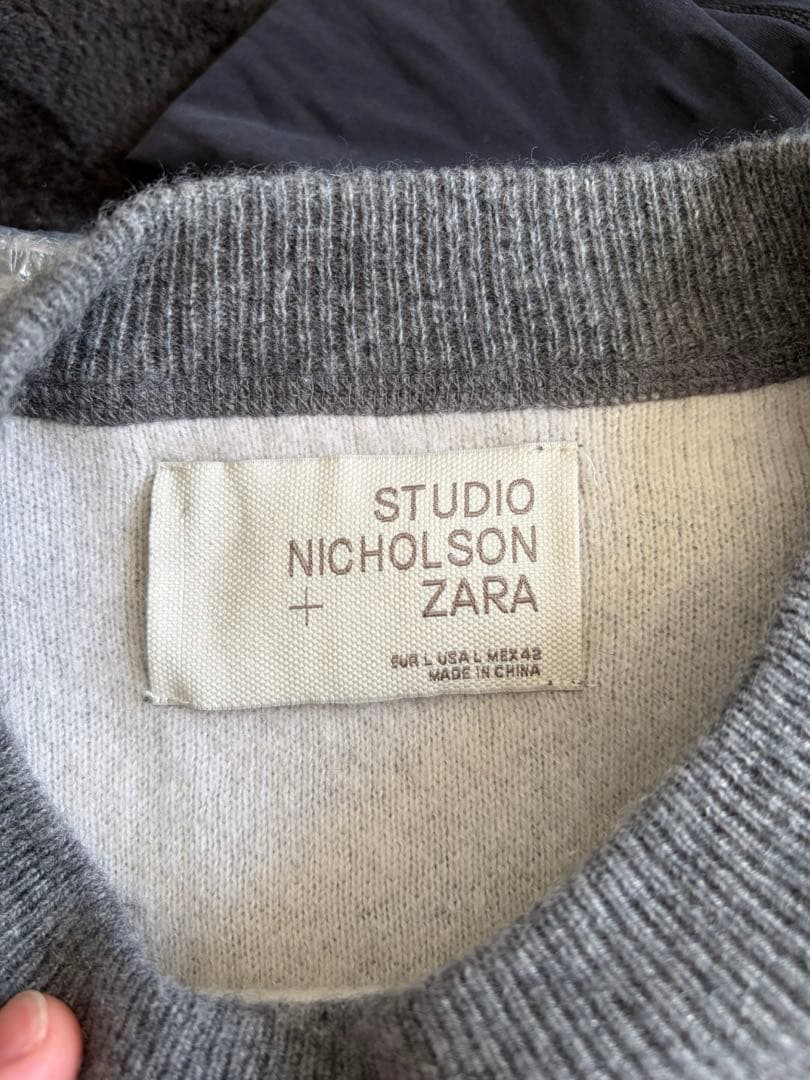 STUDIO
NICHOLSON
+ ZARA
EUR L USA L MEX 42
MADE IN CHINA